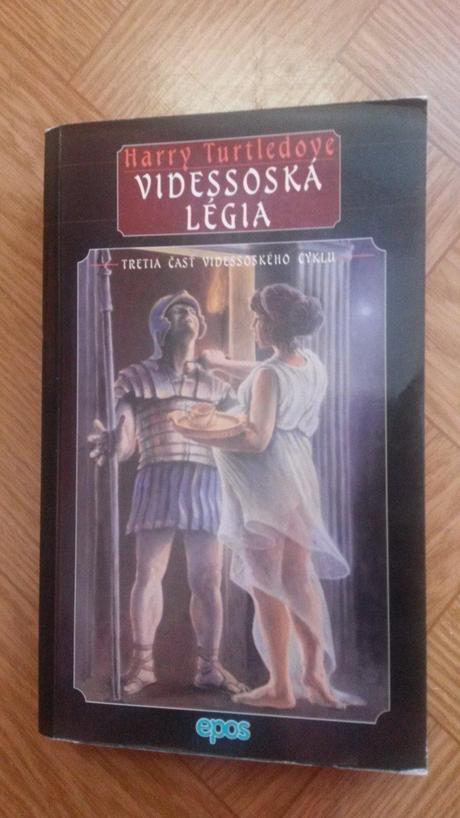 Harry Turtledove
VIDESSOSKÁ
LÉGIA
TRETIA ČASŤ VIDESSOSKÉHO CYKLU
epos